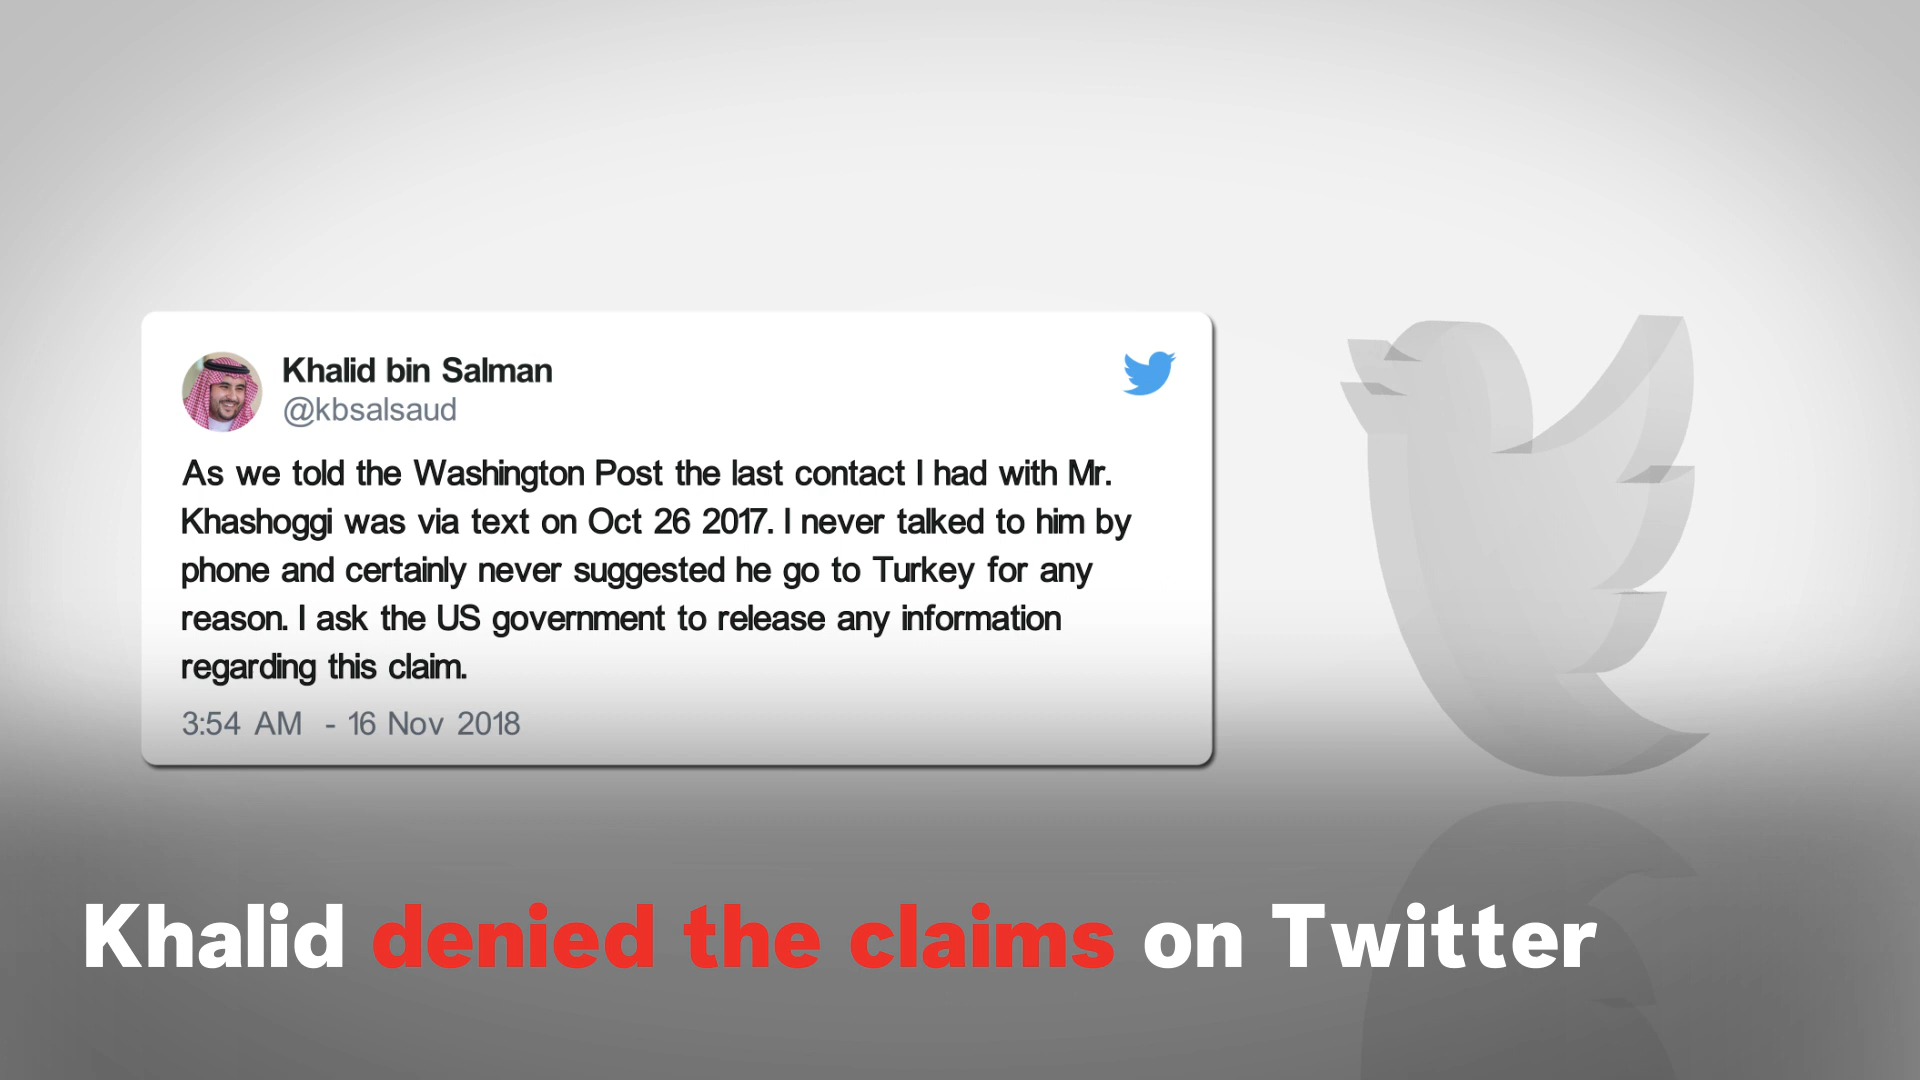 Khalid bin Salman
@kbsalsaud
As we told the Washington Post the last contact I had with Mr.
Khashoggi was via text on Oct 26 2017. I never talked to him by
phone and certainly never suggested he go to Turkey for any
reason. I ask the US government to release any information
regarding this claim.
3:54 AM - 16 Nov 2018
Khalid denied the claims on Twitter